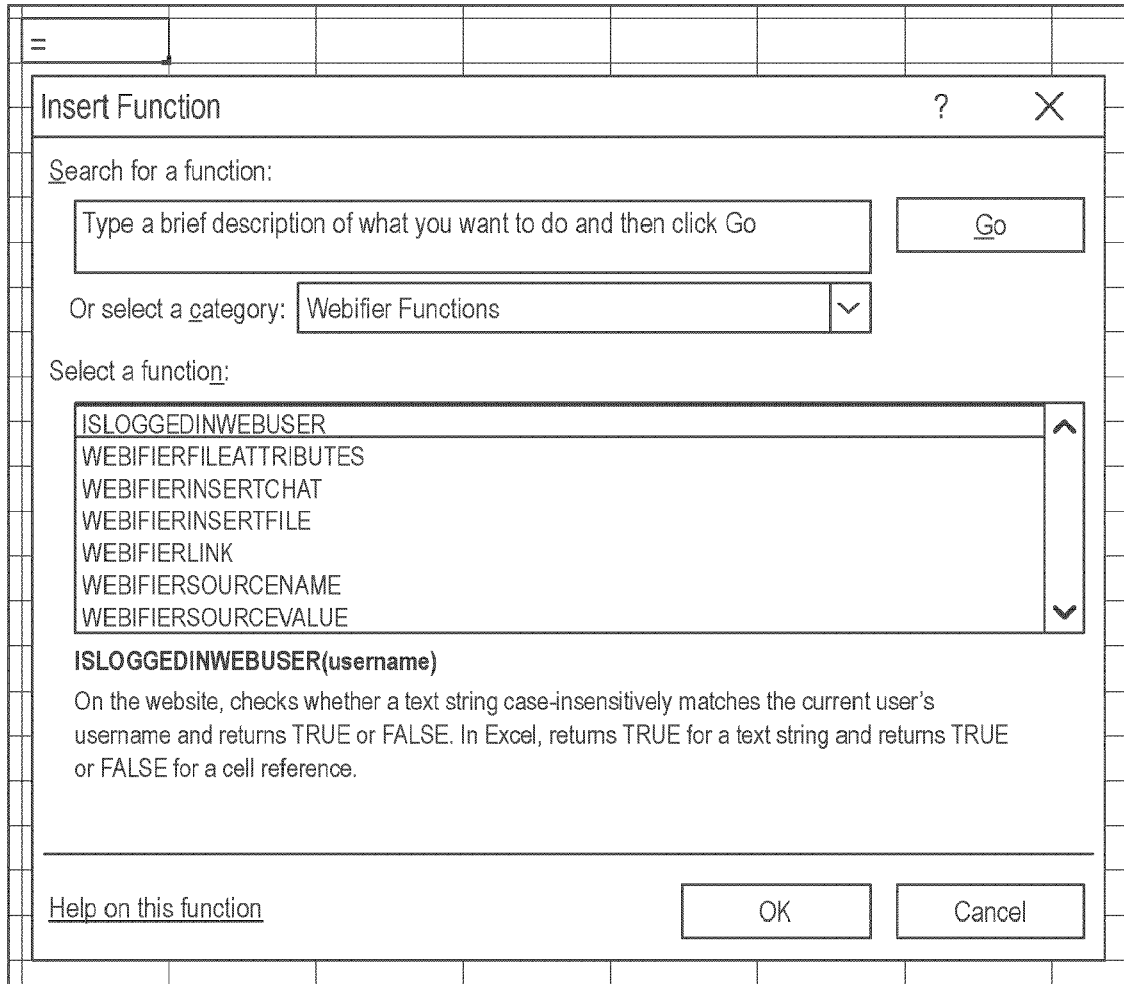 =
Insert Function ? X
Search for a function:
Type a brief description of what you want to do and then click Go
Go
Or select a category: Webifier Functions
Select a function:
ISLOGGEDINWEBUSER
WEBIFIERFILEATTRIBUTES
WEBIFIERINSERTCHAT
WEBIFIERINSERTFILE
WEBIFIERLINK
WEBIFIERSOURCENAME
WEBIFIERSOURCEVALUE
ISLOGGEDINWEBUSER(username)
On the website, checks whether a text string case-insensitively matches the current user's
username and returns TRUE or FALSE. In Excel, returns TRUE for a text string and returns TRUE
or FALSE for a cell reference.
Help on this function
OK
Cancel